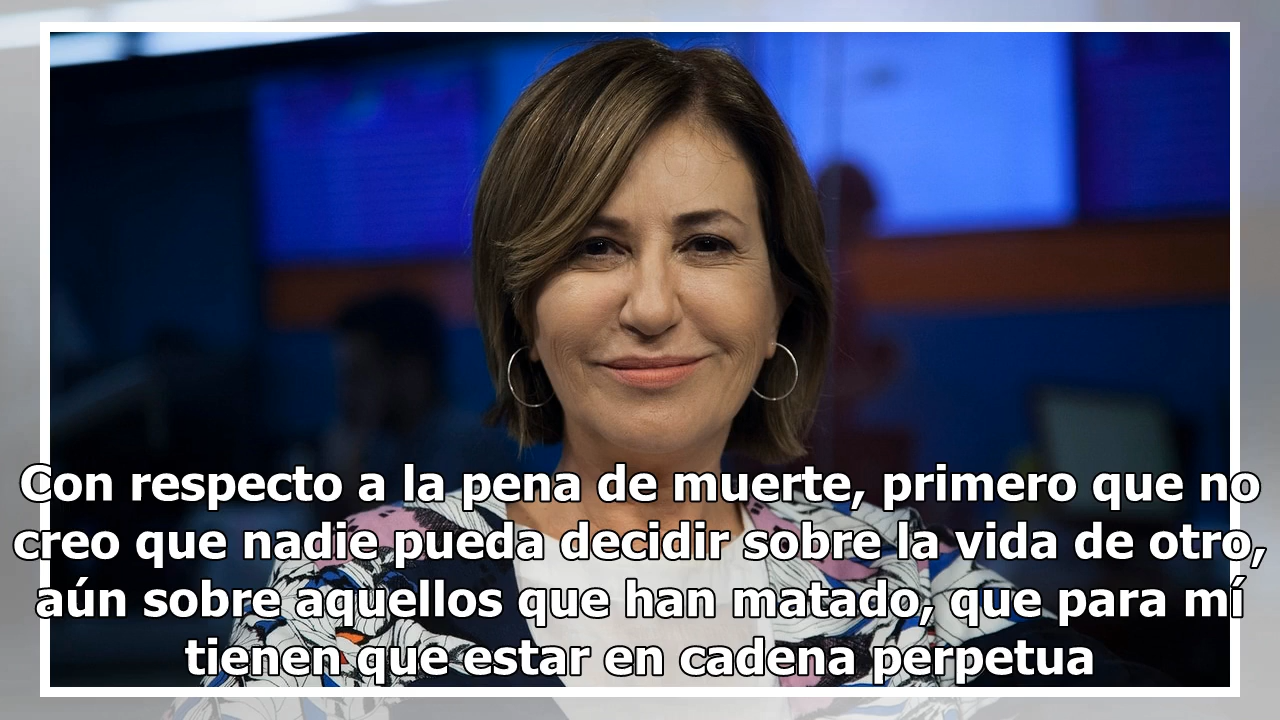 Con respecto a la pena de muerte, primero que no
creo que nadie pueda decidir sobre la vida de otro,
aún sobre aquellos que han matado, que para mí
tienen que estar en cadena perpetua